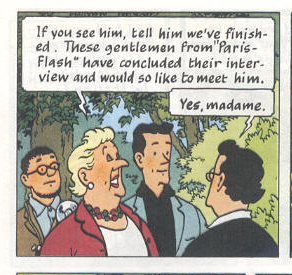 If you see him, tell him we've finish-
ed. These gentlemen from "Paris-
Flash" have concluded their inter-
view and would so like to meet him.
Yes, madame.